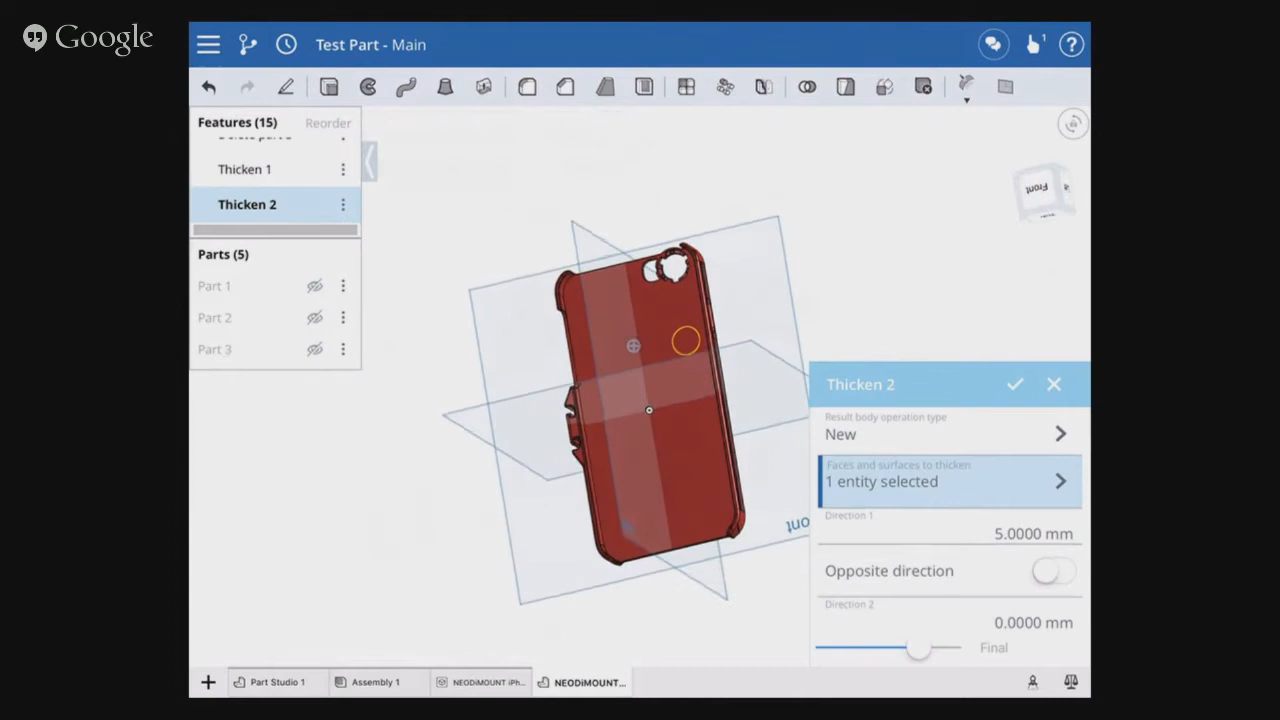 Google
Test Part - Main
1
?
Features (15)
Reorder
Thicken 1
Thicken 2
Parts (5)
Part 1
Part 2
Part 3
Front
ont
Thicken 2
Result body operation type
New
Faces and surfaces to thicken
1 entity selected
Direction 1
5.0000 mm
Opposite direction
Direction 2
0.0000 mm
Final
Part Studio 1
Assembly 1
NEODiMOUNT iPh...
NEODiMOUNT...